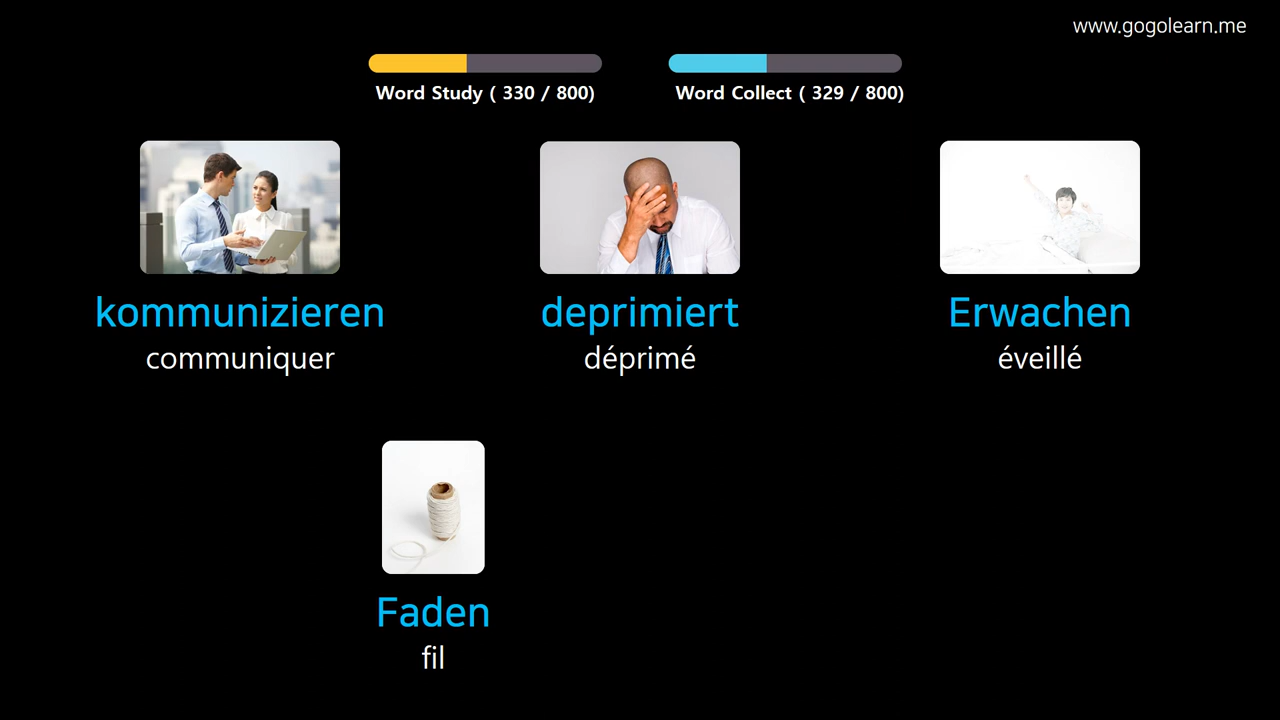 www.gogolearn.me
Word Study ( 330 / 800)
Word Collect ( 329 / 800)
kommunizieren
communiquer
deprimiert
déprimé
Erwachen
éveillé
Faden
fil